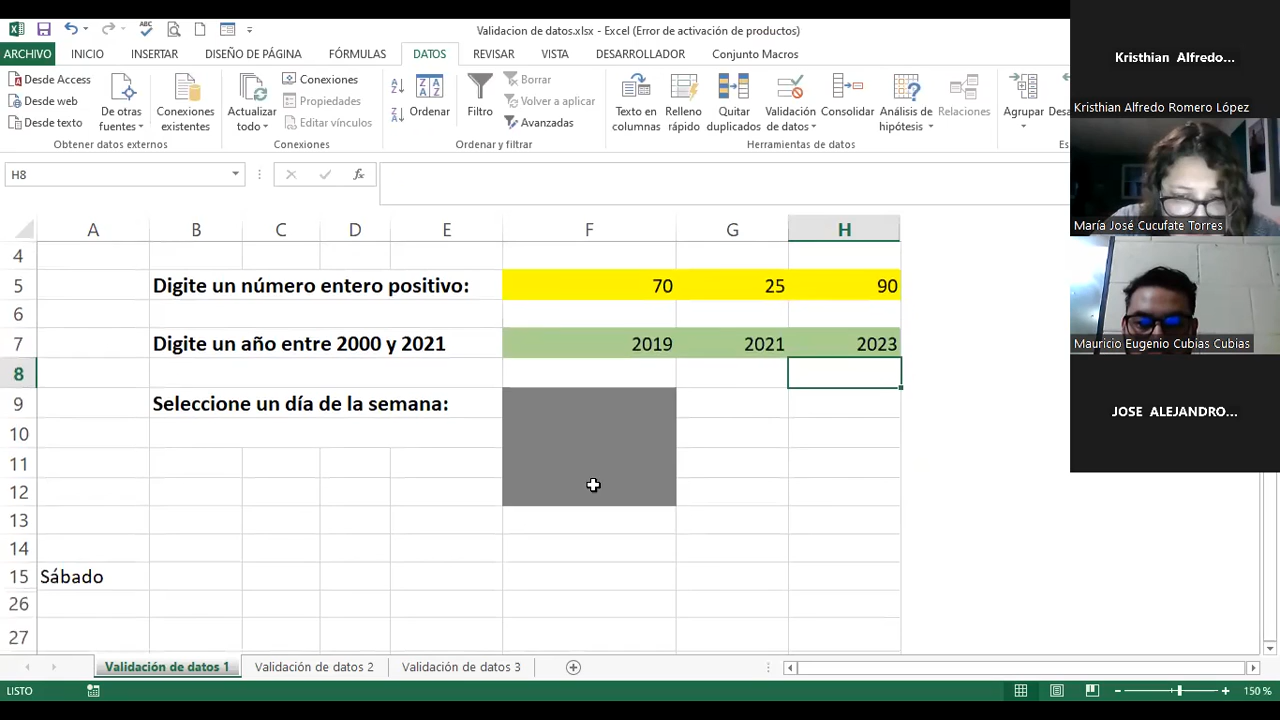 Validacion de datos.xlsx - Excel (Error de activación de productos)
ARCHIVO INICIO INSERTAR DISEÑO DE PÁGINA FÓRMULAS DATOS REVISAR VISTA DESARROLLADOR Conjunto Macros
Desde Access
Desde web
Desde texto
De otras fuentes
Conexiones existentes
Obtener datos externos
Actualizar todo
Conexiones
Propiedades
Editar vínculos
Conexiones
Ordenar
Filtro
Borrar
Volver a aplicar
Avanzadas
Ordenar y filtrar
Texto en columnas
Relleno rápido
Quitar duplicados
Validación de datos
Consolidar
Análisis de hipótesis
Relaciones
Herramientas de datos
Agrupar
H8
fx
A B C D E F G H
4
5 Digite un número entero positivo: 70 25 90
6
7 Digite un año entre 2000 y 2021 2019 2021 2023
8
9 Seleccione un día de la semana:
10
11
12
13
14
15 Sábado
26
27
Validación de datos 1 Validación de datos 2 Validación de datos 3
LISTO 150 %
Kristhian Alfredo...
Kristhian Alfredo Romero López
María José Cucufate Torres
Mauricio Eugenio Cubias Cubias
JOSE ALEJANDRO...